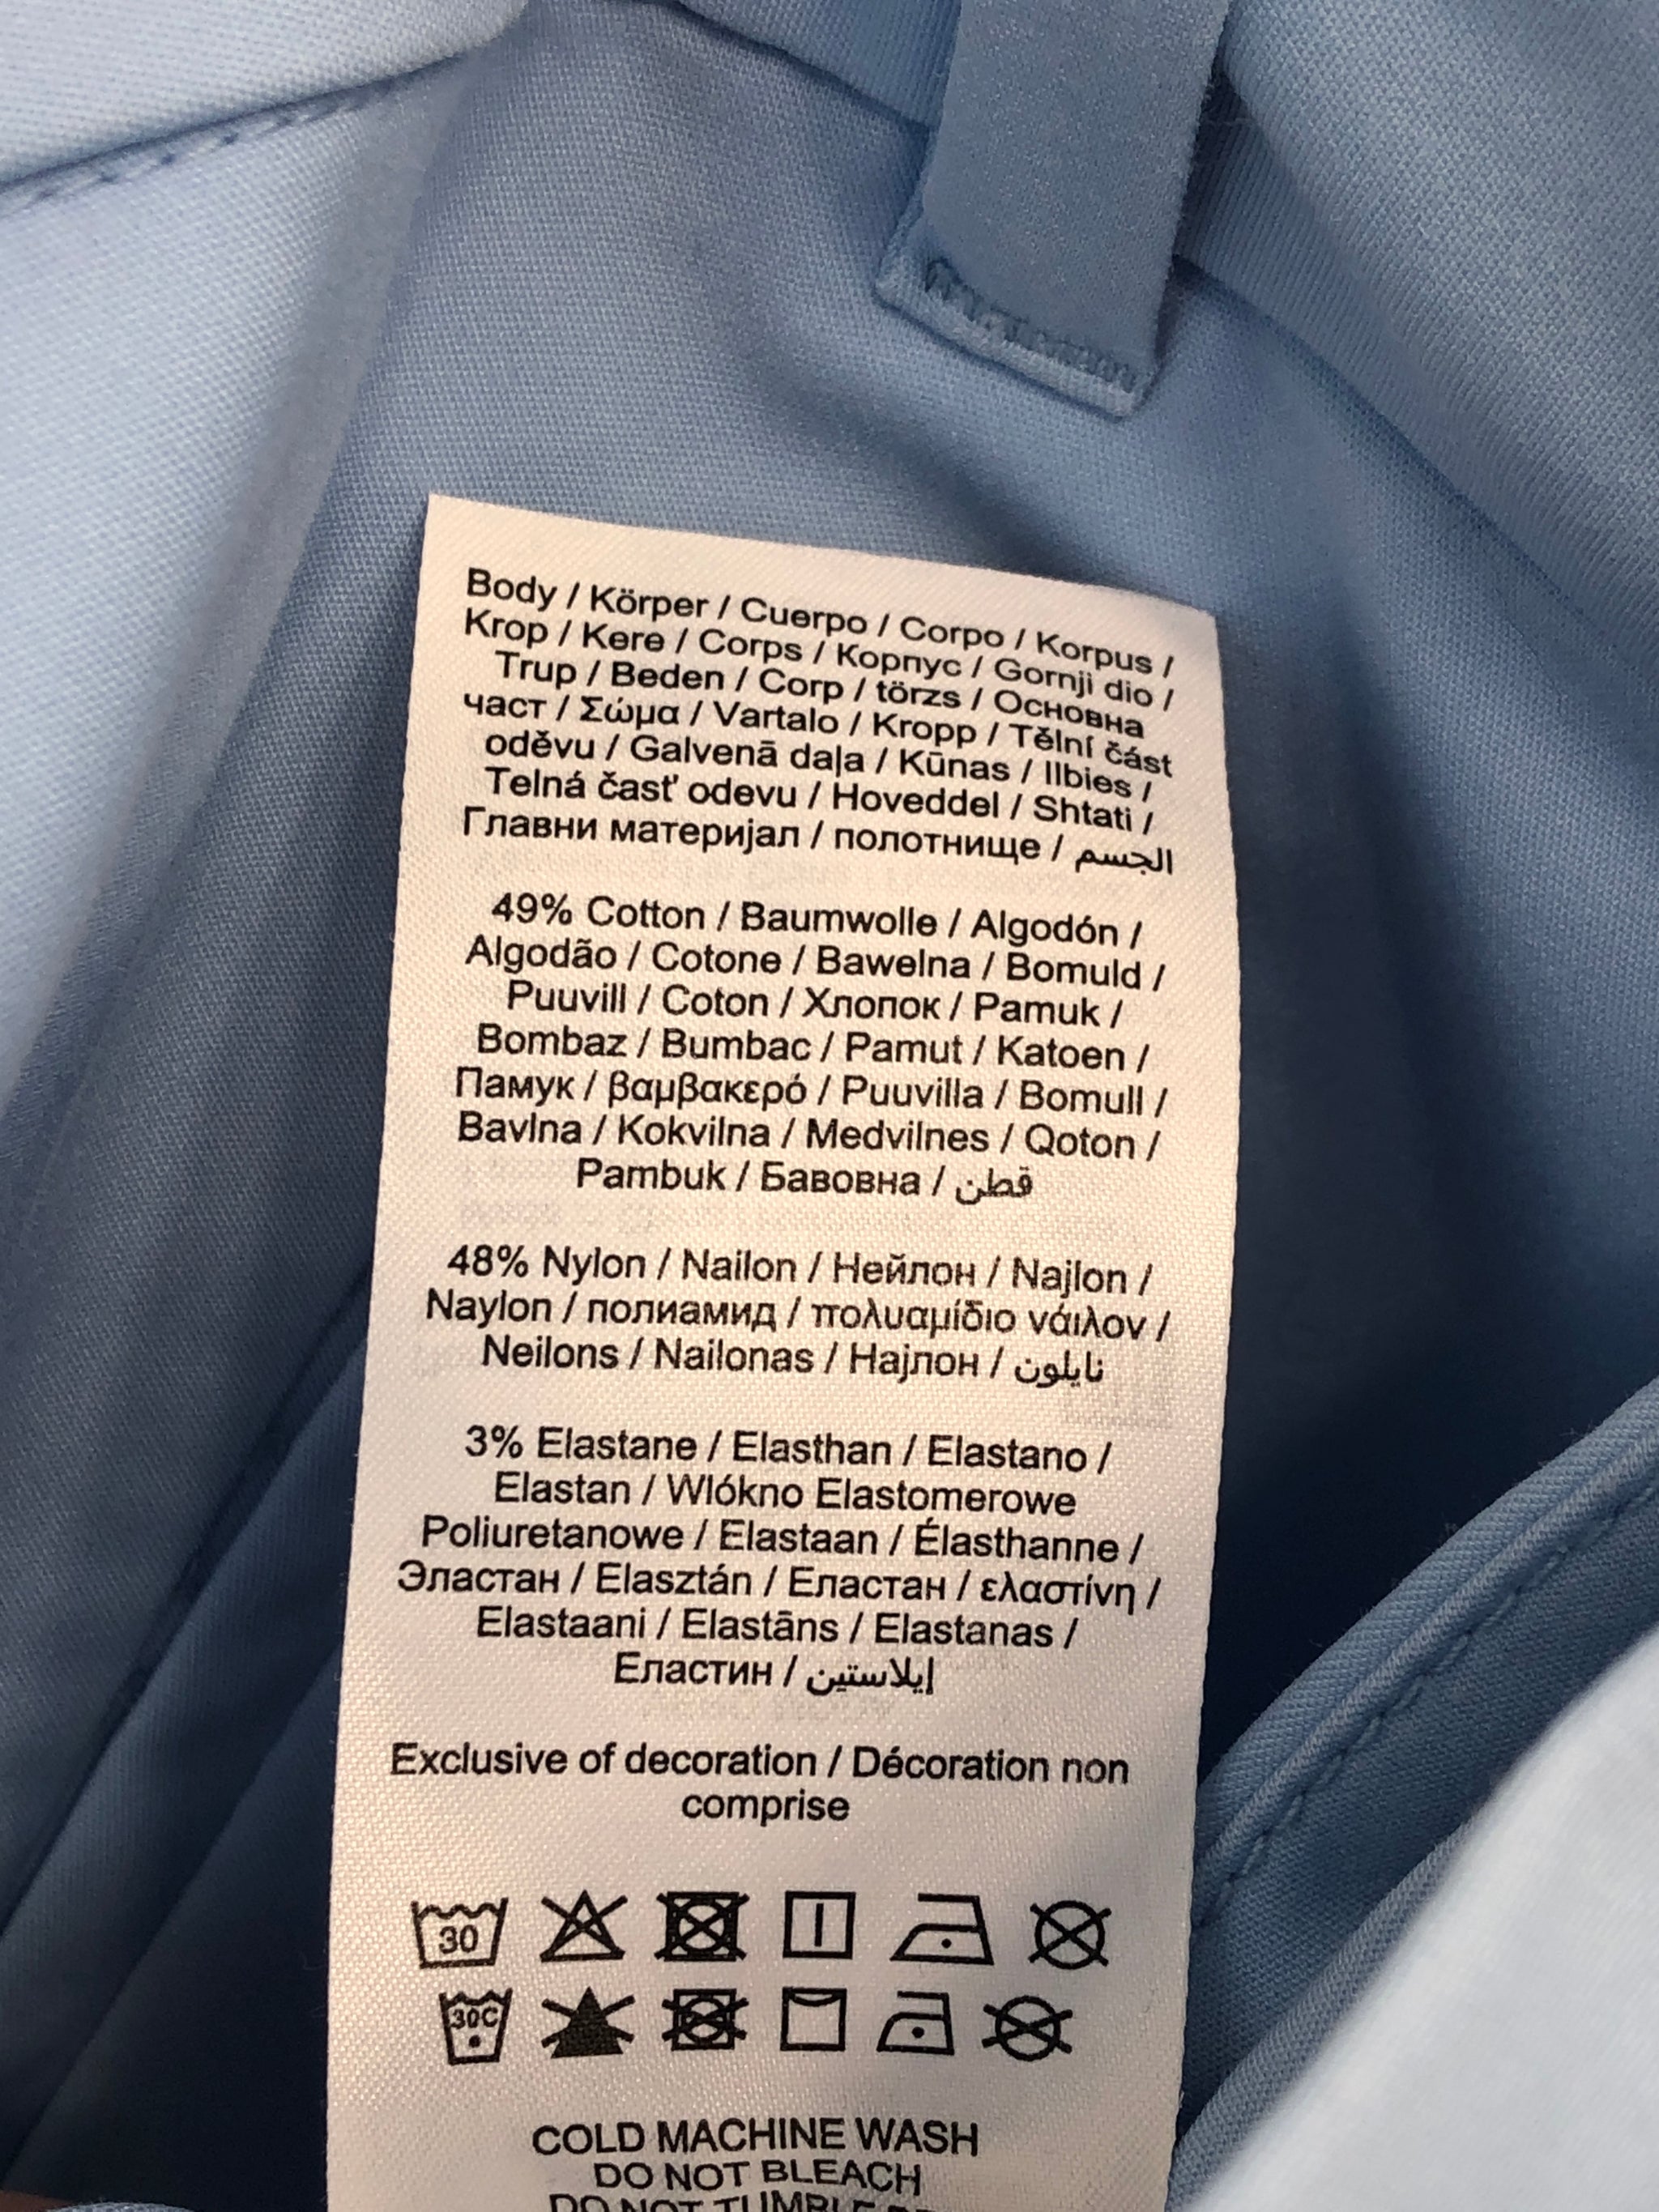 Body / Körper / Cuerpo / Corpo / Korpus /
Krop / Kere / Corps / Корпус / Gornji dio /
Trup / Beden / Corp / törzs / Основна
част / Σώμα / Vartalo / Kropp / Tělní část
oděvu / Galvenā daļa / Kūnas / Ilbies /
Telná časť odevu / Hoveddel / Shtati /
Главни материјал / полотнище / الجسم
49% Cotton / Baumwolle / Algodón /
Algodão / Cotone / Bawelna / Bomuld /
Puuvill / Coton / Хлопок / Pamuk /
Bombaz / Bumbac / Pamut / Katoen /
Памук / βαμβακερό / Puuvilla / Bomull /
Bavlna / Kokvilna / Medvilnes / Qoton /
Pambuk / Бавовна / قطن
48% Nylon / Nailon / Нейлон / Najlon /
Naylon / полиамид / πολυαμίδιο νάιλον /
Neilons / Nailonas / Најлон / نايلون
3% Elastane / Elasthan / Elastano /
Elastan / Wlókno Elastomerowe
Poliuretanowe / Elastaan / Élasthanne /
Эластан / Elasztán / Еластан / ελαστίνη /
Elastaani / Elastāns / Elastanas /
Еластин / إيلاستين
Exclusive of decoration / Décoration non
comprise
30
30C
COLD MACHINE WASH
DO NOT BLEACH
DO NOT TUMBLE